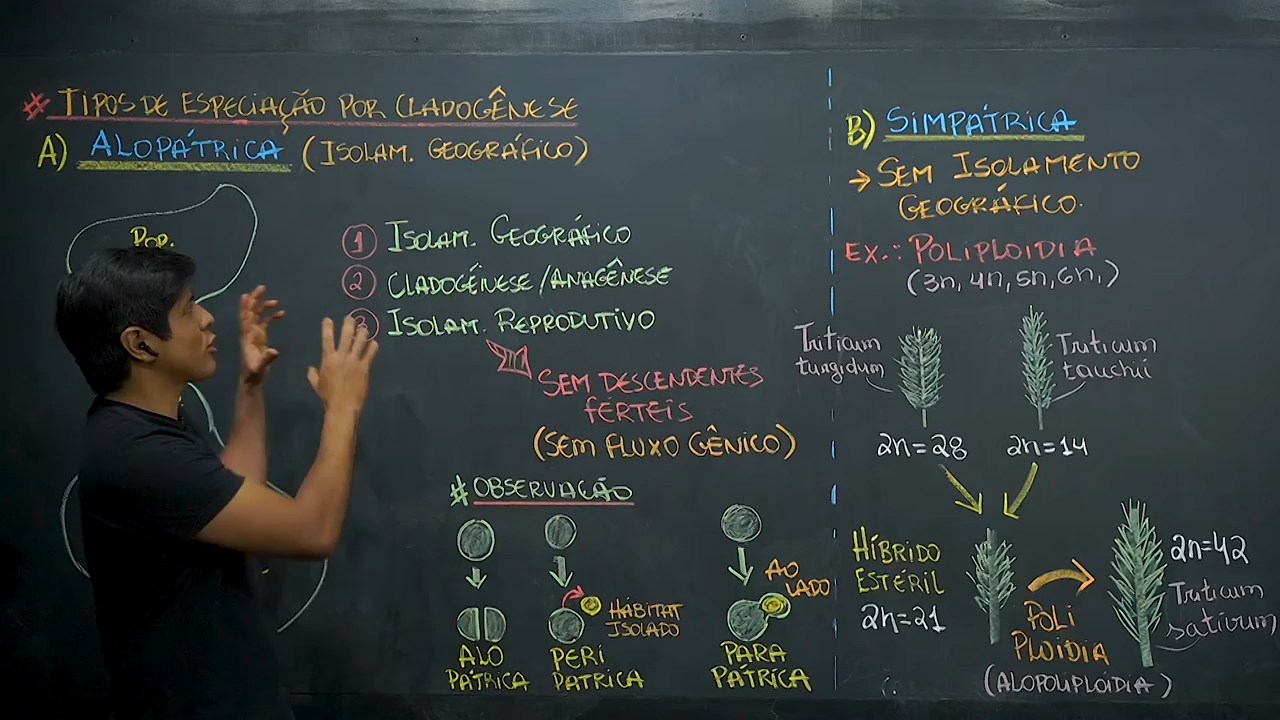 # TIPOS DE ESPECIAÇÃO POR CLADOGÊNESE
A) ALOPÁTRICA (ISOLAM. GEOGRÁFICO)
POP.
1 ISOLAM. GEOGRÁFICO
2 CLADOGÊNESE/ANAGÊNESE
3 ISOLAM. REPRODUTIVO
SEM DESCENDENTES
FÉRTEIS
(SEM FLUXO GÊNICO)
# OBSERVAÇÃO
HÁBITAT
ISOLADO
AO
LADO
ALO
PÁTRICA
PERI
PÁTRICA
PARA
PÁTRICA
B) SIMPÁTRICA
→ SEM ISOLAMENTO
GEOGRÁFICO.
EX.: POLIPLOIDIA
(3n, 4n, 5n, 6n,)
Triticum
turgidum
Triticum
tauchii
2n=28
2n=14
HÍBRIDO
ESTÉRIL
2n=21
POLI
PLOIDIA
(ALOPOLIPLOIDIA)
2n=42
Triticum
sativum